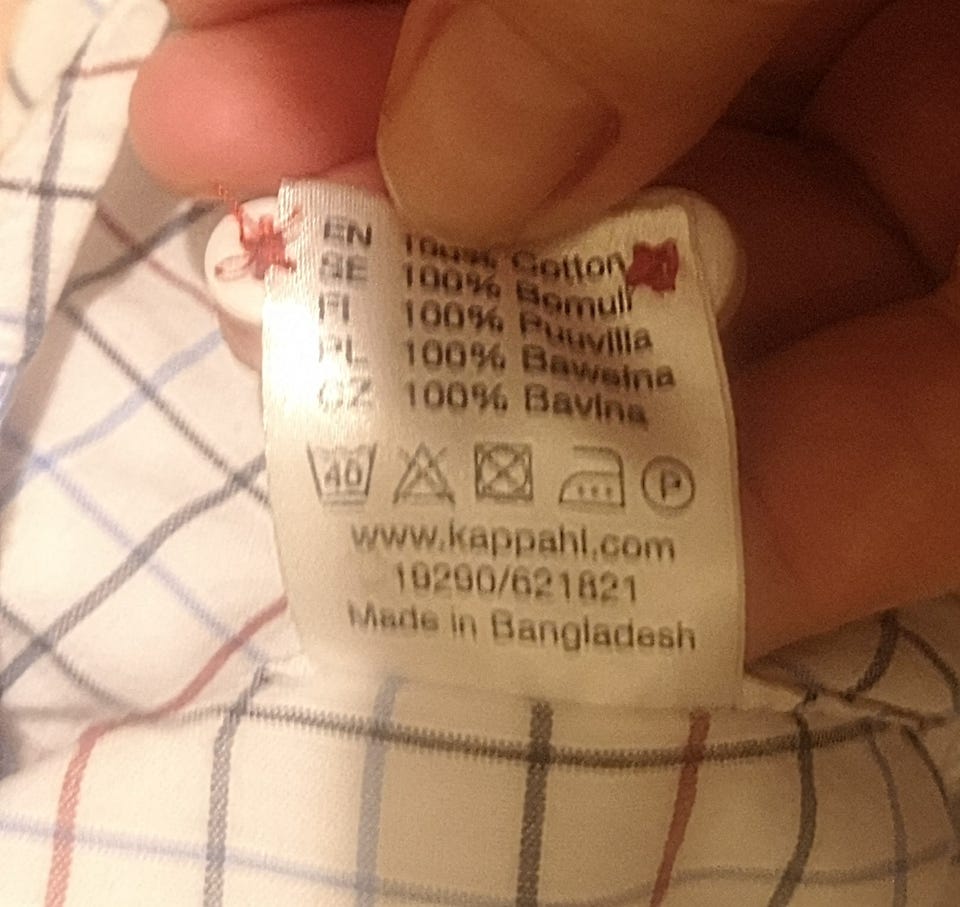 EN 100% Cotton
SE 100% Bomull
FI 100% Puuvilla
PL 100% Bawelna
CZ 100% Bavlna
40 P
www.kappahl.com
19290/621821
Made in Bangladesh